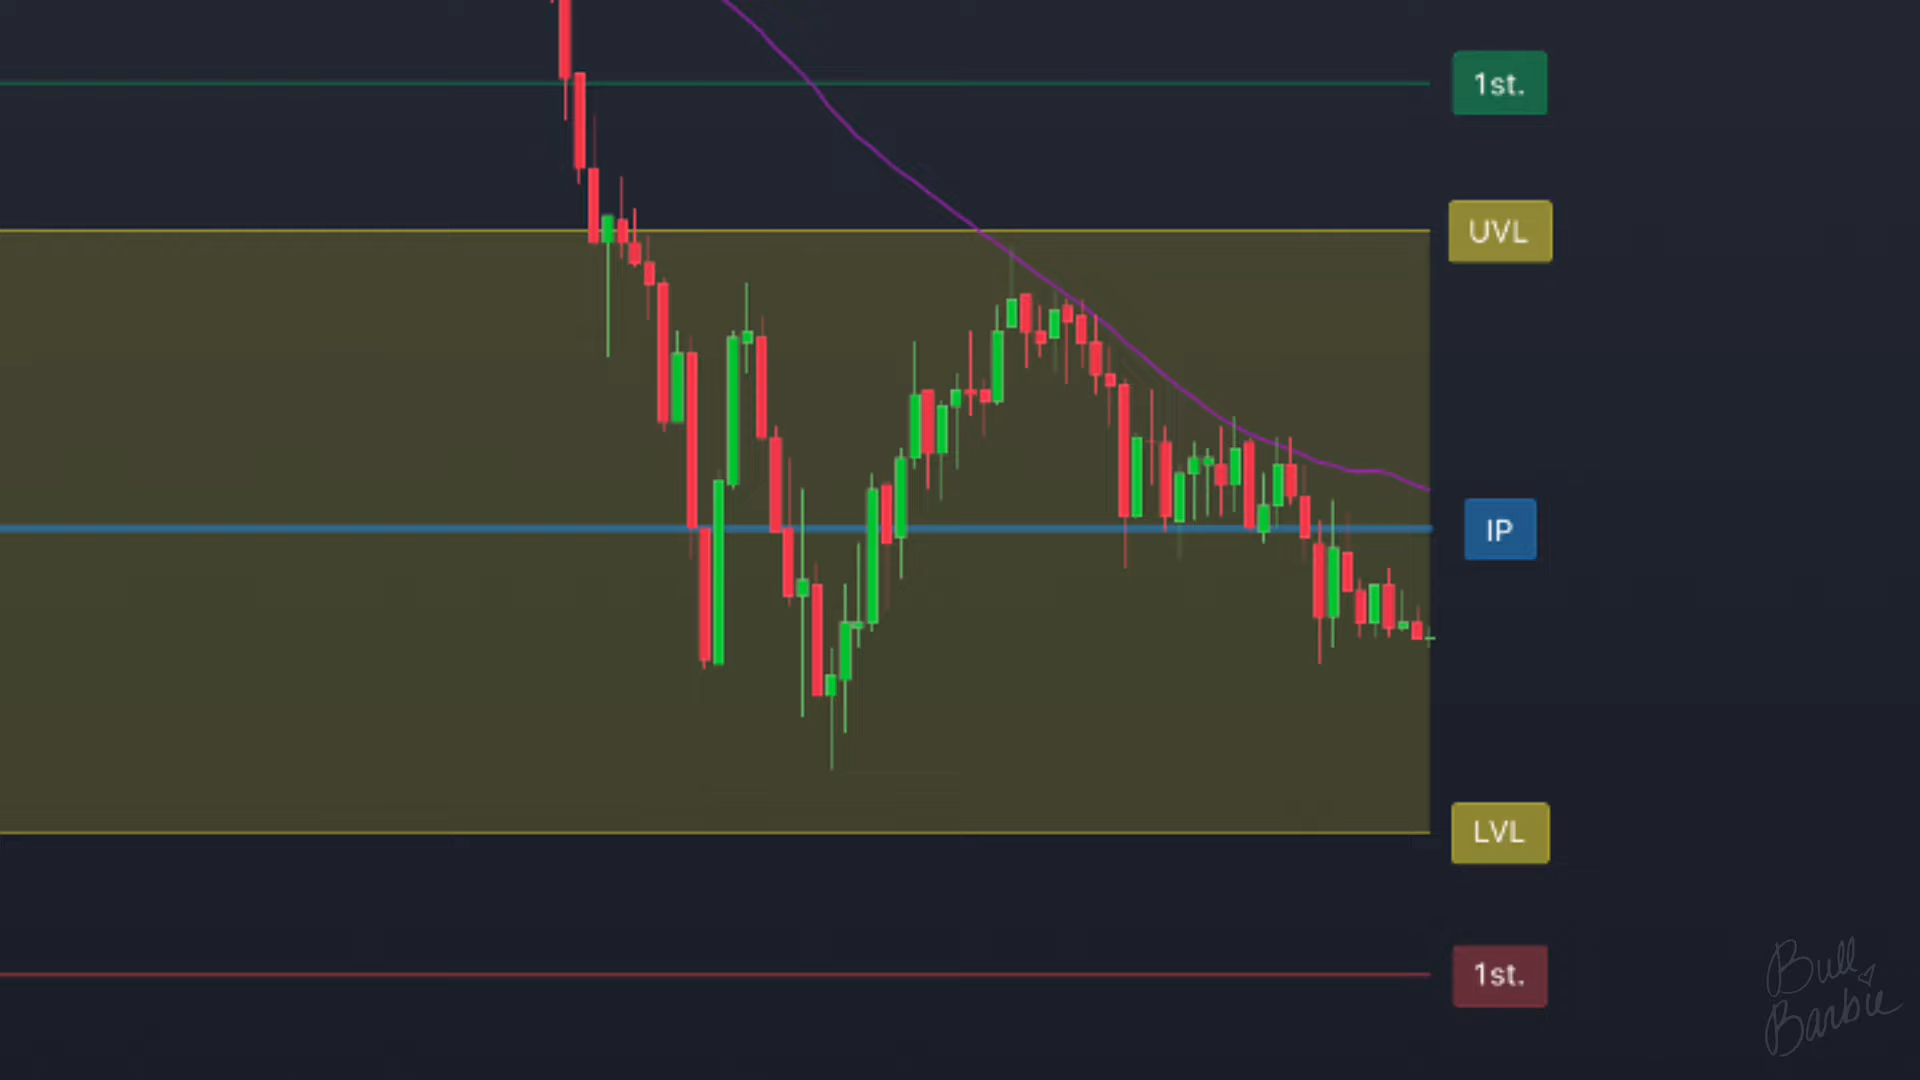 1st.
UVL
IP
LVL
1st.
Bull
Barbie